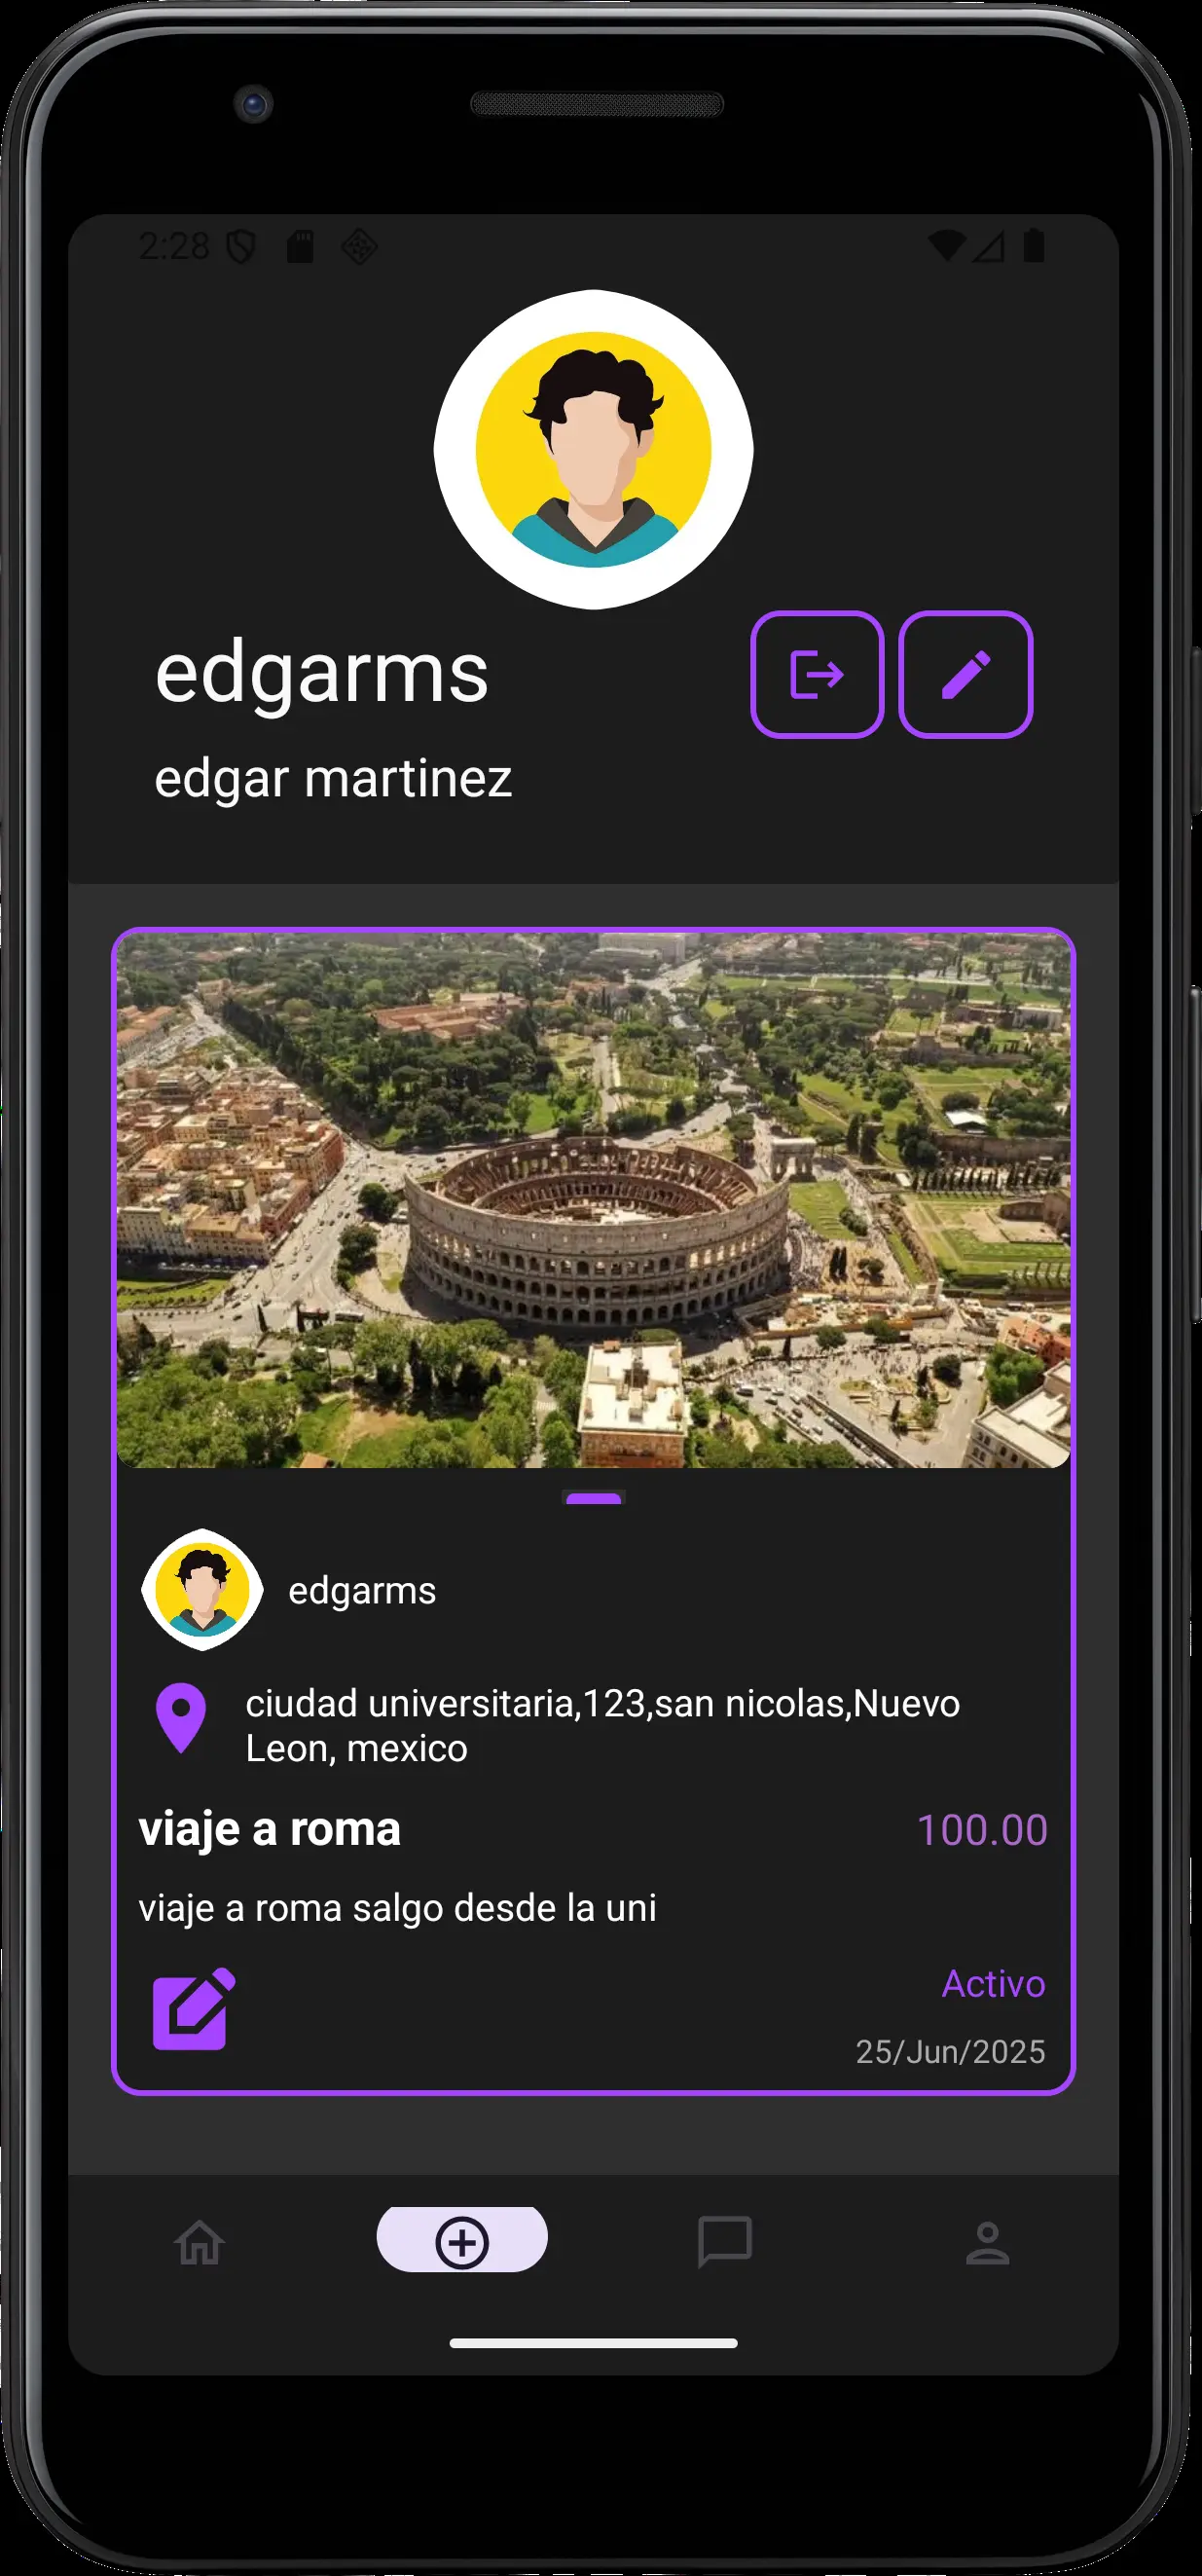 2:28
edgarms
edgar martinez
edgarms
ciudad universitaria,123,san nicolas,Nuevo
Leon, mexico
viaje a roma
100.00
viaje a roma salgo desde la uni
Activo
25/Jun/2025